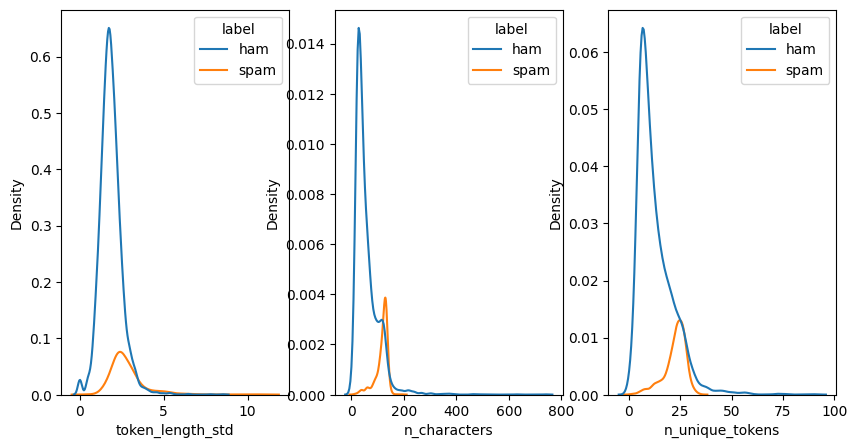 label
ham
spam
0.6
0.5
0.4
0.3
0.2
0.1
0.0
Density
0 5 10
token_length_std
label
ham
spam
0.014
0.012
0.010
0.008
0.006
0.004
0.002
0.000
Density
0 200 400 600 800
n_characters
label
ham
spam
0.06
0.05
0.04
0.03
0.02
0.01
0.00
Density
0 25 50 75 100
n_unique_tokens